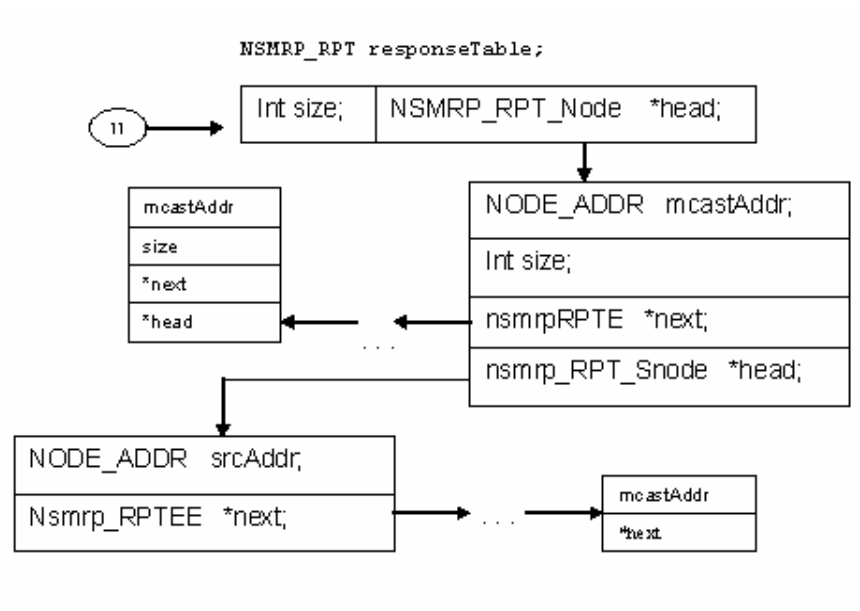 NSMRP_RPT responseTable;
11
Int size; NSMRP_RPT_Node *head;
mcastAddr
size
*next
*head
NODE_ADDR mcastAddr;
Int size;
nsmrpRPTE *next;
nsmrp_RPT_Snode *head;
. . .
NODE_ADDR srcAddr;
Nsmrp_RPTEE *next;
. . .
mcastAddr
*next